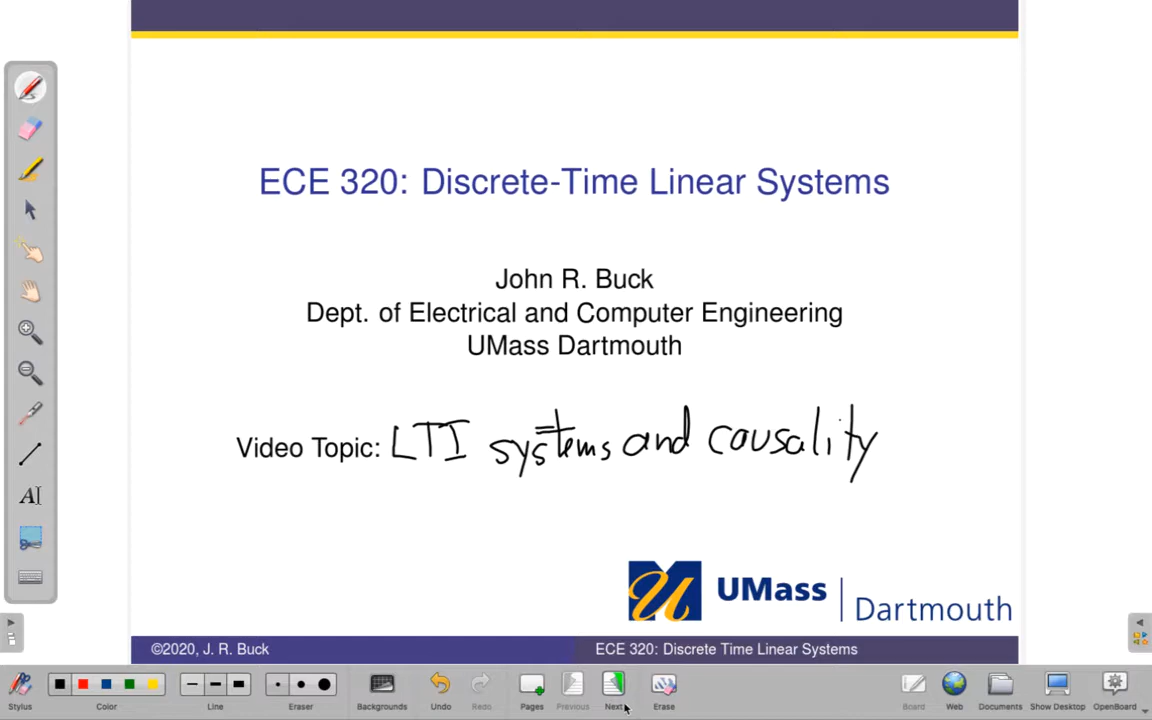 ECE 320: Discrete-Time Linear Systems
John R. Buck
Dept. of Electrical and Computer Engineering
UMass Dartmouth
Video Topic: LTI systems and causality
UMass | Dartmouth
©2020, J. R. Buck ECE 320: Discrete Time Linear Systems
Stylus Color Line Eraser Backgrounds Undo Redo Pages Previous Next Erase Board Web Documents Show Desktop OpenBoard